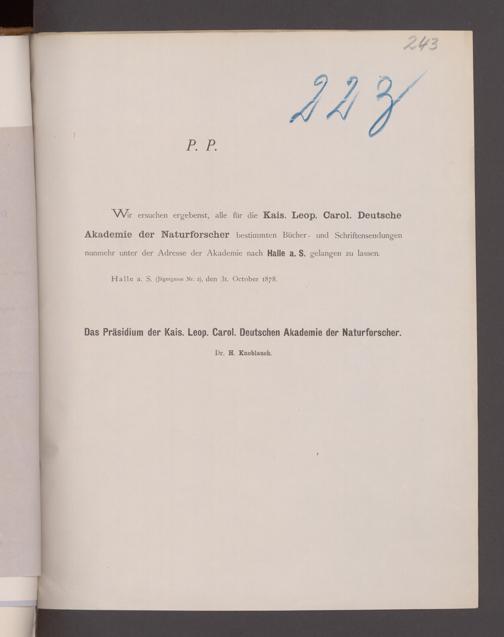 243
223
P. P.
Wir ersuchen ergebenst, alle für die Kais. Leop. Carol. Deutsche
Akademie der Naturforscher bestimmten Bücher- und Schriftensendungen
nunmehr unter der Adresse der Akademie nach Halle a. S. gelangen zu lassen.
Halle a. S. (Jägergasse Nr. 2), den 31. October 1878.
Das Präsidium der Kais. Leop. Carol. Deutschen Akademie der Naturforscher.
Dr. H. Knoblauch.